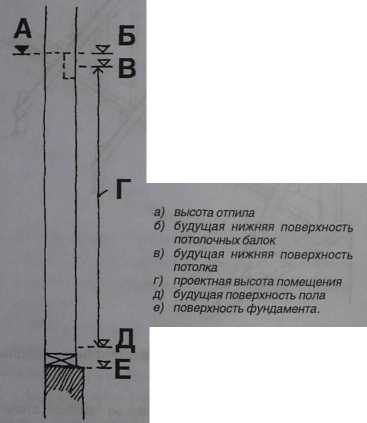 А
Б
В
Г
Д
Е
а) высота отпила
б) будущая нижняя поверхность
потолочных балок
в) будущая нижняя поверхность
потолка
г) проектная высота помещения
д) будущая поверхность пола
е) поверхность фундамента.